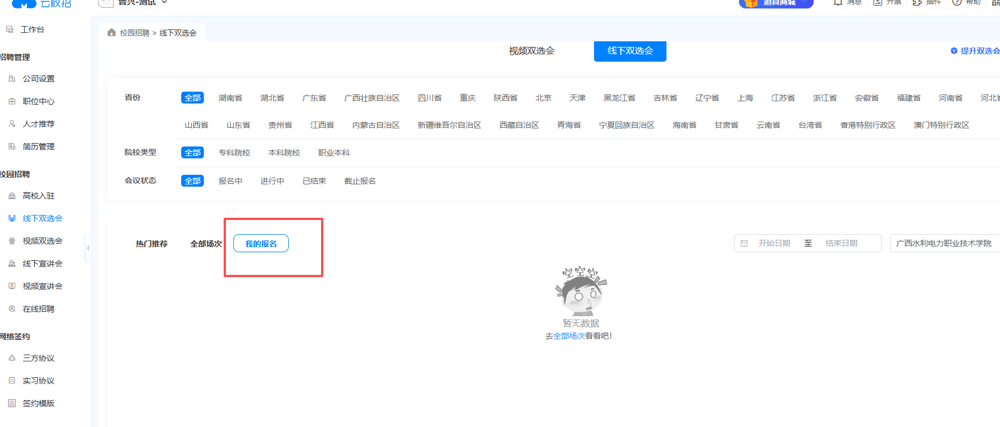 云校招
曾兴-测试
道具商城
消息
开票
插件
帮助
工作台
招聘管理
公司设置
职位中心
人才推荐
简历管理
校园招聘
高校入驻
线下双选会
视频双选会
线下宣讲会
视频宣讲会
在线招聘
网络签约
三方协议
实习协议
签约模版
校园招聘 > 线下双选会
视频双选会 线下双选会 提升双选会
省份 全部 湖南省 湖北省 广东省 广西壮族自治区 四川省 重庆 陕西省 北京 天津 黑龙江省 吉林省 辽宁省 上海 江苏省 浙江省 安徽省 福建省 河南省 河北省
山西省 山东省 贵州省 江西省 内蒙古自治区 新疆维吾尔自治区 西藏自治区 青海省 宁夏回族自治区 海南省 甘肃省 云南省 台湾省 香港特别行政区 澳门特别行政区
院校类型 全部 专科院校 本科院校 职业本科
会议状态 全部 报名中 进行中 已结束 截止报名
热门推荐 全部场次 我的报名 开始日期 至 结束日期 广西水利电力职业技术学院
空空空
暂无数据
去全部场次看看吧!